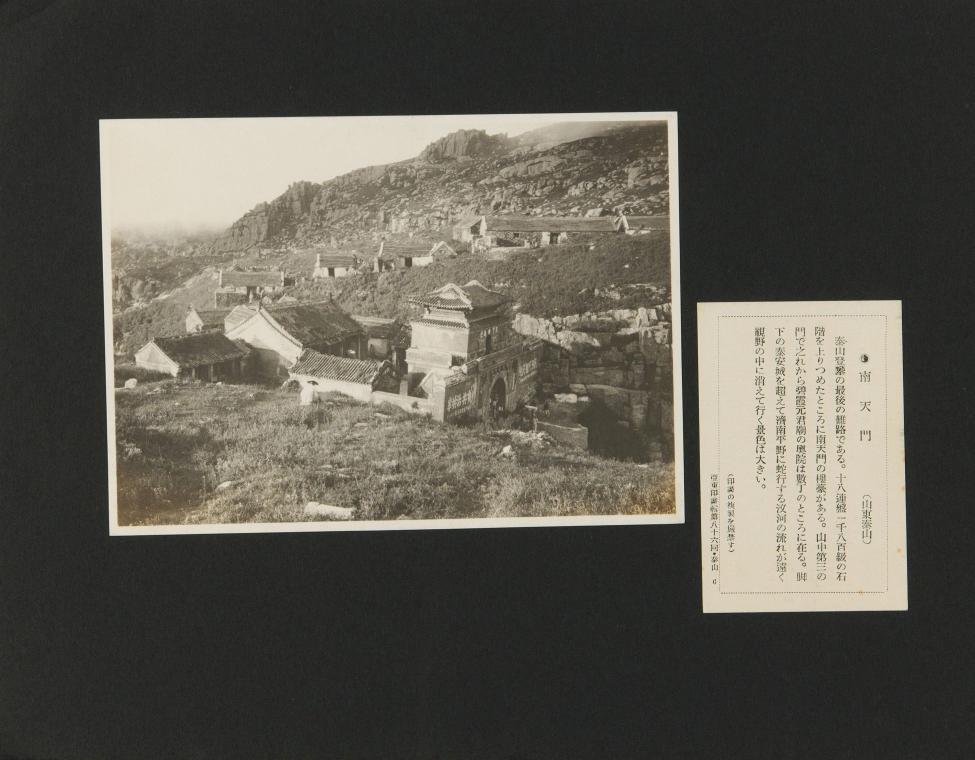 南天門
（山東泰山）
泰山登攀の最後の難路である。十八連盤一千八百級の石
階を上りつめたところに南天門の樓臺がある。山中第三の
門で之れから碧霞元君廟の奥院は數丁のところに在る。脚
下の泰安城を超えて濟南平野に蛇行する汶河の流れが遠く
視野の中に消えて行く景色は大きい。
（印畫の複製を嚴禁す）
亞東印畫輯第八十六回・泰山 6